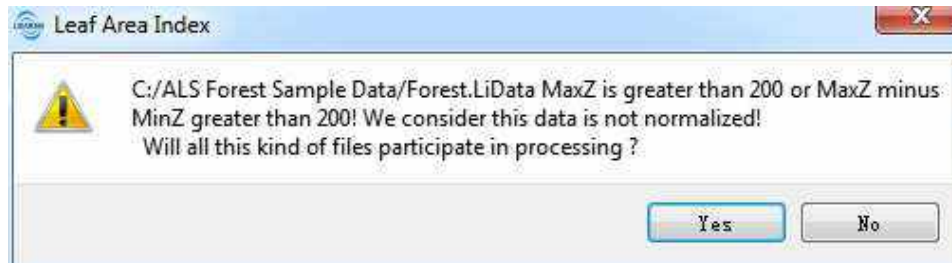 Leaf Area Index
C:/ALS Forest Sample Data/Forest.LiData MaxZ is greater than 200 or MaxZ minus
MinZ greater than 200! We consider this data is not normalized!
Will all this kind of files participate in processing ?
Yes No